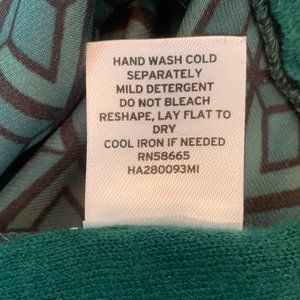 HAND WASH COLD
SEPARATELY
MILD DETERGENT
DO NOT BLEACH
RESHAPE, LAY FLAT TO
DRY
COOL IRON IF NEEDED
RN58665
HA280093MI